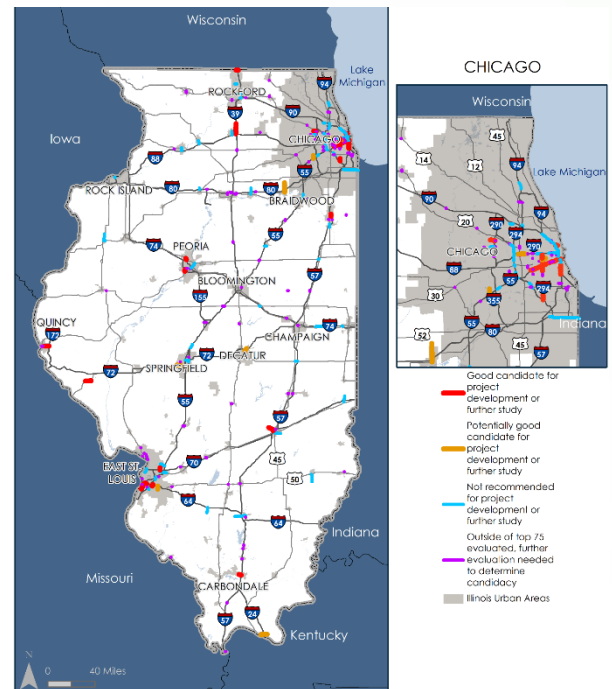 Wisconsin
Lake
Michigan
Iowa
ROCKFORD
94
90
39
CHICAGO
88
55
ROCK ISLAND
80
80
BRAIDWOOD
74
PEORIA
55
57
BLOOMINGTON
155
QUINCY
172
CHAMPAIGN
74
72
DECATUR
72
SPRINGFIELD
55
57
45
70
EAST ST.
LOUIS
50
64
64
Indiana
Missouri
CARBONDALE
24
57
Kentucky
N
0 40 Miles
CHICAGO
Wisconsin
45
14
12
94
Lake Michigan
90
20
290
94
294
CHICAGO
290
88
55
294
30
355
Indiana
55
80
52
45
57
Good candidate for
project
development or
further study
Potentially good
candidate for
project
development or
further study
Not recommended
for project
development or
further study
Outside of top 75
evaluated, further
evaluation needed
to determine
candidacy
Illinois Urban Areas